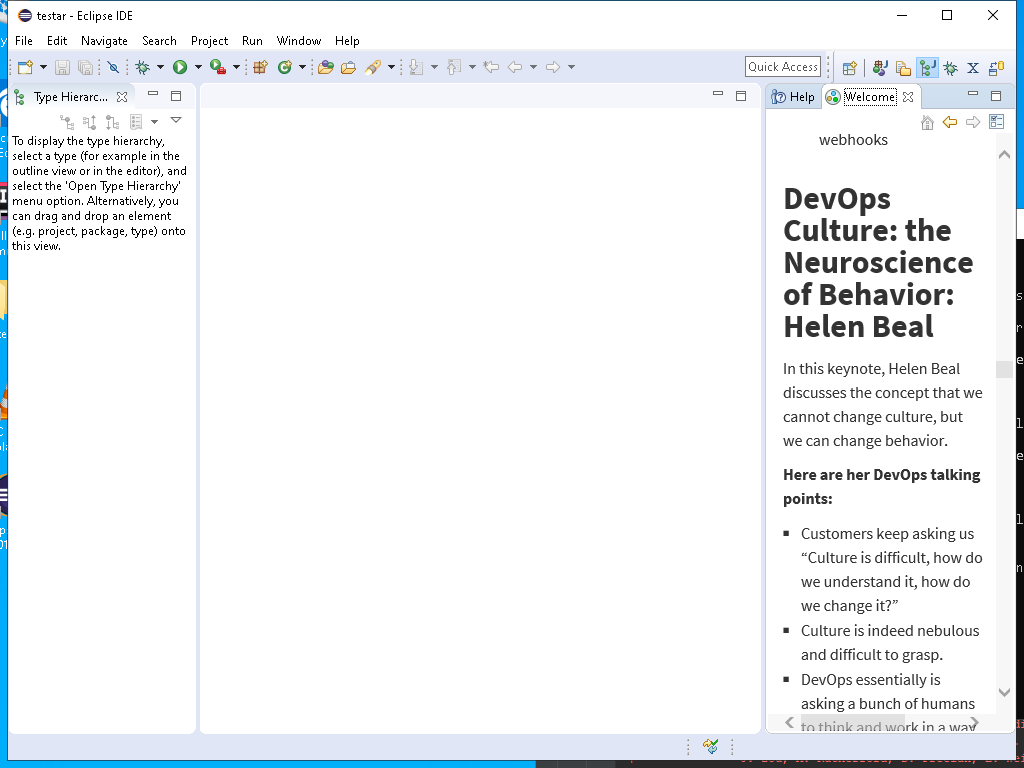 testar - Eclipse IDE
File Edit Navigate Search Project Run Window Help
Quick Access
Type Hierarc...
Help Welcome
To display the type hierarchy,
select a type (for example in the
outline view or in the editor), and
select the 'Open Type Hierarchy'
menu option. Alternatively, you
can drag and drop an element
(e.g. project, package, type) onto
this view.
webhooks
DevOps
Culture: the
Neuroscience
of Behavior:
Helen Beal
In this keynote, Helen Beal
discusses the concept that we
cannot change culture, but
we can change behavior.
Here are her DevOps talking
points:
Customers keep asking us
“Culture is difficult, how do
we understand it, how do
we change it?”
Culture is indeed nebulous
and difficult to grasp.
DevOps essentially is
asking a bunch of humans
to think and work in a way